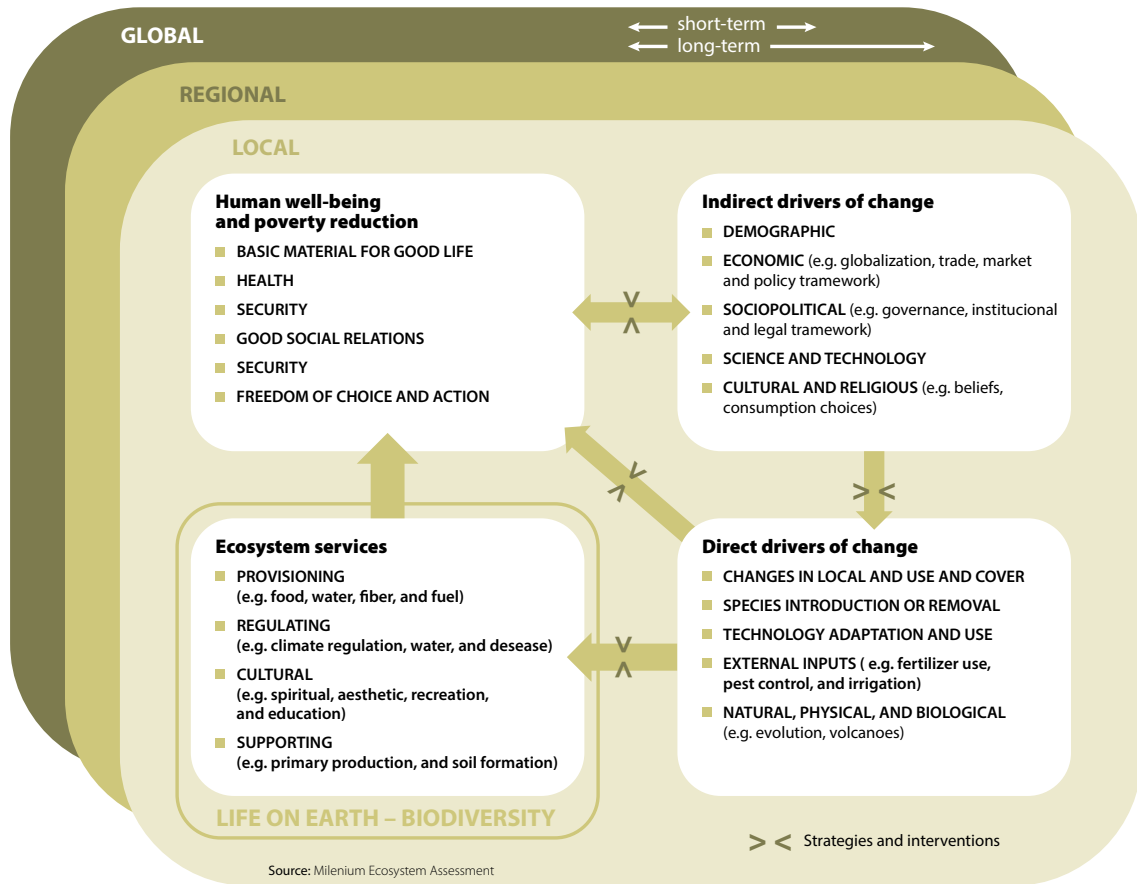 GLOBAL
short-term
long-term
REGIONAL
LOCAL
Human well-being
and poverty reduction
BASIC MATERIAL FOR GOOD LIFE
HEALTH
SECURITY
GOOD SOCIAL RELATIONS
SECURITY
FREEDOM OF CHOICE AND ACTION
Indirect drivers of change
DEMOGRAPHIC
ECONOMIC (e.g. globalization, trade, market
and policy tramework)
SOCIOPOLITICAL (e.g. governance, institucional
and legal tramework)
SCIENCE AND TECHNOLOGY
CULTURAL AND RELIGIOUS (e.g. beliefs,
consumption choices)
Ecosystem services
PROVISIONING
(e.g. food, water, fiber, and fuel)
REGULATING
(e.g. climate regulation, water, and desease)
CULTURAL
(e.g. spiritual, aesthetic, recreation,
and education)
SUPPORTING
(e.g. primary production, and soil formation)
LIFE ON EARTH – BIODIVERSITY
Direct drivers of change
CHANGES IN LOCAL AND USE AND COVER
SPECIES INTRODUCTION OR REMOVAL
TECHNOLOGY ADAPTATION AND USE
EXTERNAL INPUTS ( e.g. fertilizer use,
pest control, and irrigation)
NATURAL, PHYSICAL, AND BIOLOGICAL
(e.g. evolution, volcanoes)
> < Strategies and interventions
Source: Milenium Ecosystem Assessment